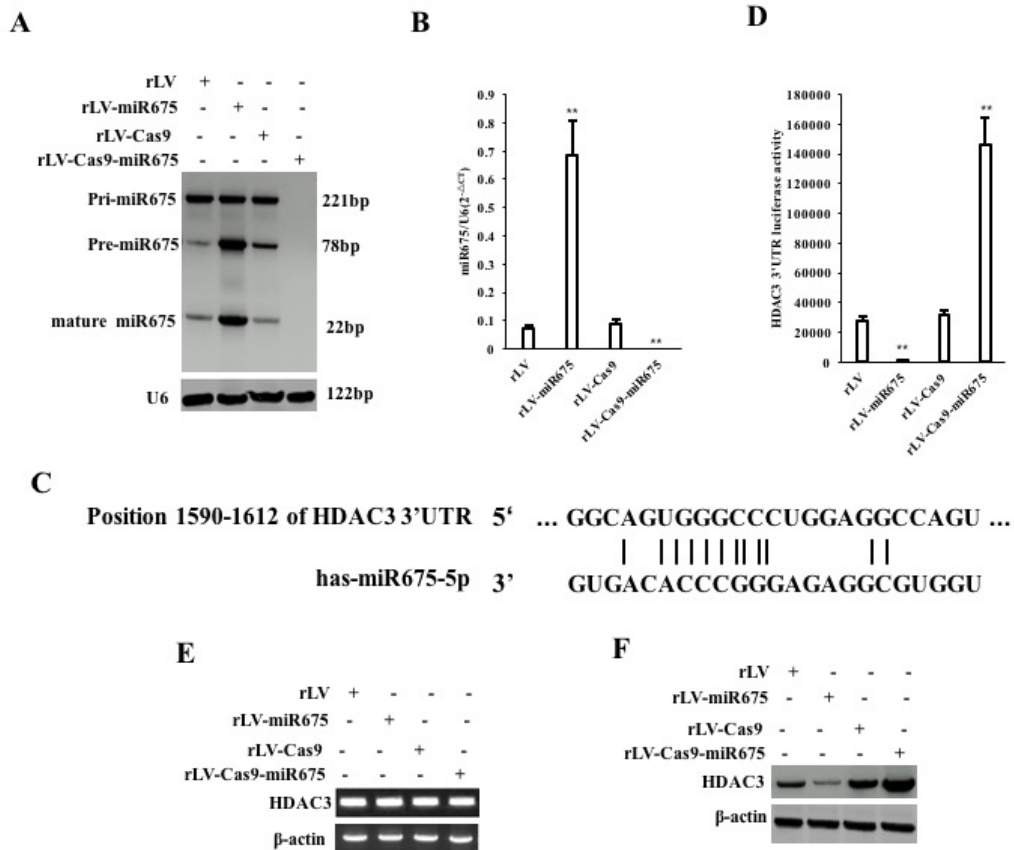 A
rLV + - - -
rLV-miR675 - + - -
rLV-Cas9 - - + -
rLV-Cas9-miR675 - - - +
Pri-miR675 221bp
Pre-miR675 78bp
mature miR675 22bp
U6 122bp
B
miR675/U6(2-△CT)
0.9
0.8
0.7
0.6
0.5
0.4
0.3
0.2
0.1
0
**
**
rLV
rLV-miR675
rLV-Cas9
rLV-Cas9-miR675
D
HDAC3 3'UTR luciferase activity
180000
160000
140000
120000
100000
80000
60000
40000
20000
0
**
**
rLV
rLV-miR675
rLV-Cas9
rLV-Cas9-miR675
C
Position 1590-1612 of HDAC3 3'UTR 5‘ ... GGCAGUGGGCCCUGGAGGCCAGU ...
has-miR675-5p 3’ GUGACACCCGGGAGAGGCGUGGU
E
rLV + - - -
rLV-miR675 - + - -
rLV-Cas9 - - + -
rLV-Cas9-miR675 - - - +
HDAC3
β-actin
F
rLV + - - -
rLV-miR675 - + - -
rLV-Cas9 - - + -
rLV-Cas9-miR675 - - - +
HDAC3
β-actin